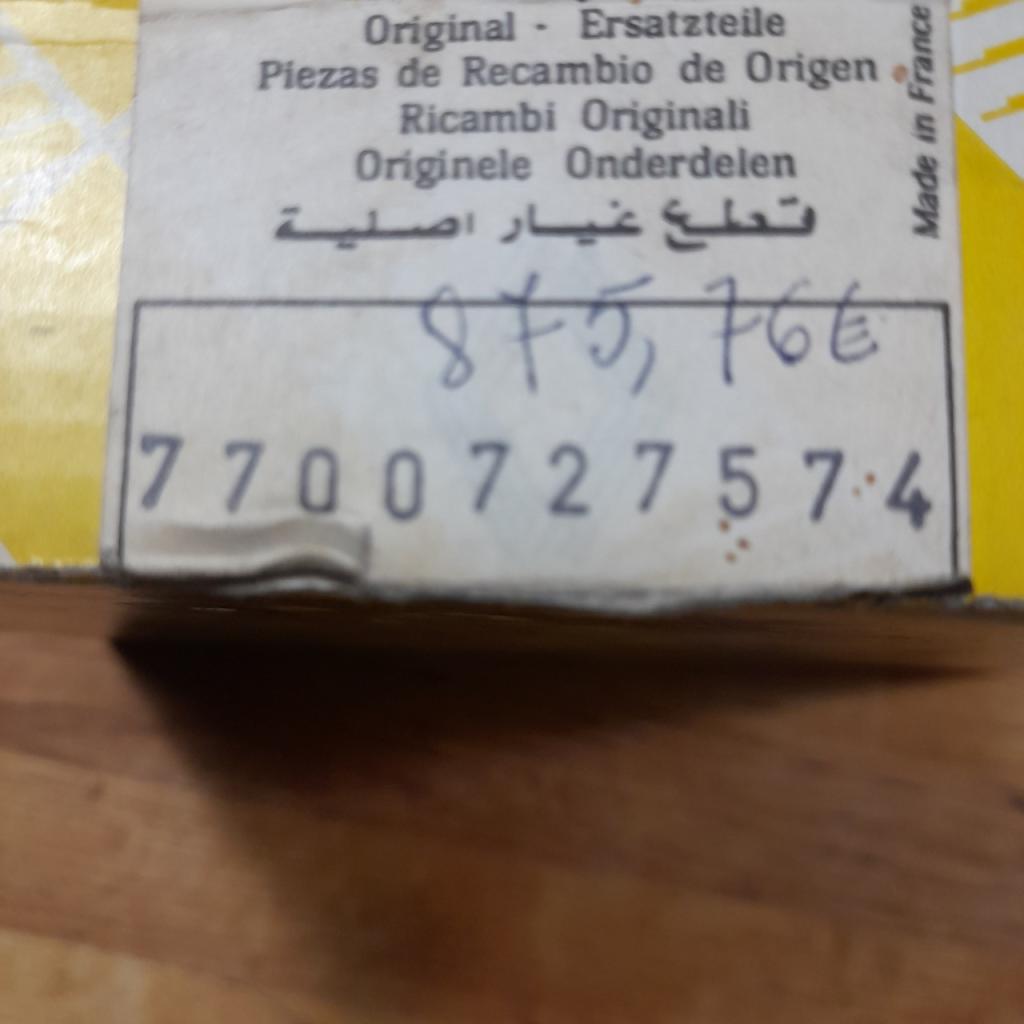 Original - Ersatzteile
Piezas de Recambio de Origen
Ricambi Originali
Originele Onderdelen
قطع غيار اصلية
Made in France
875,76€
7700727574